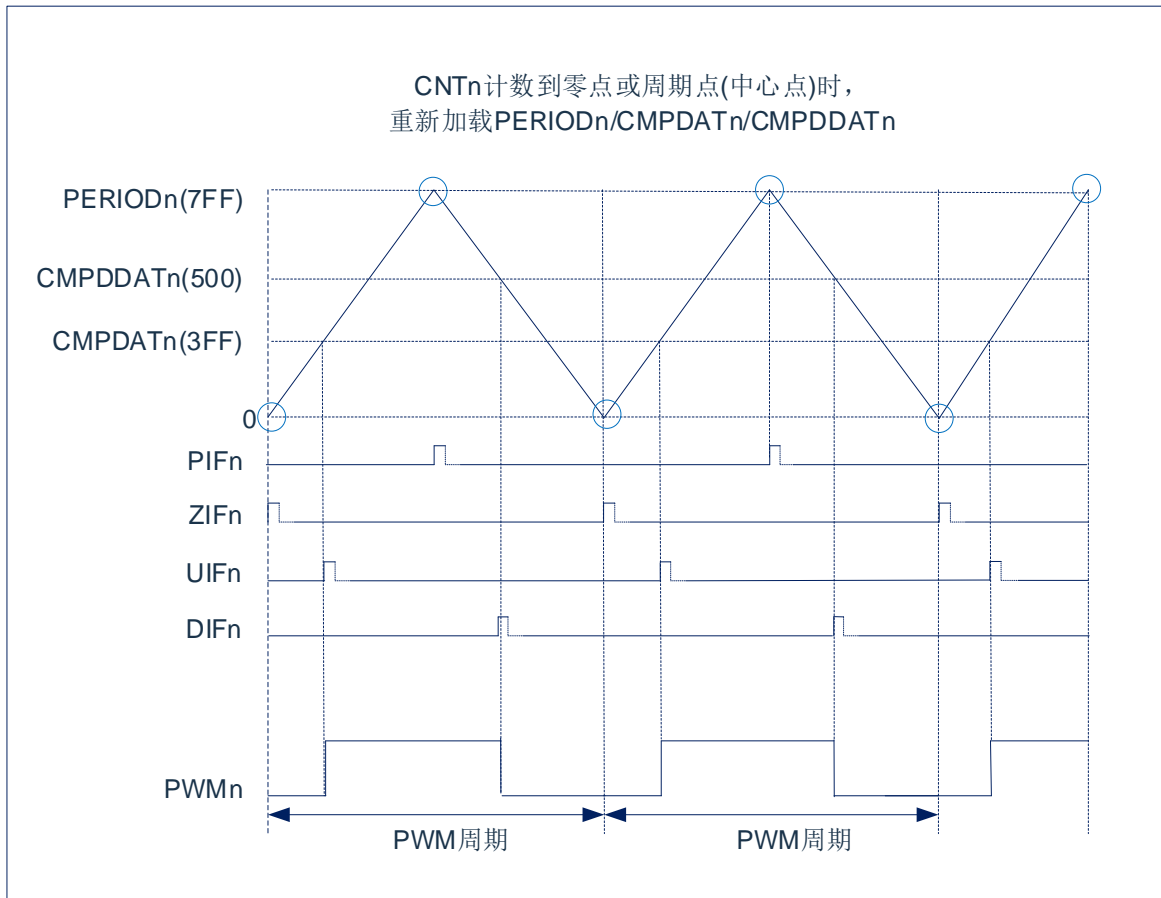 CNTn计数到零点或周期点(中心点)时，
重新加载PERIODn/CMPDATn/CMPDDATn
PERIODn(7FF)
CMPDDATn(500)
CMPDATn(3FF)
0
PIFn
ZIFn
UIFn
DIFn
PWMn
PWM周期
PWM周期